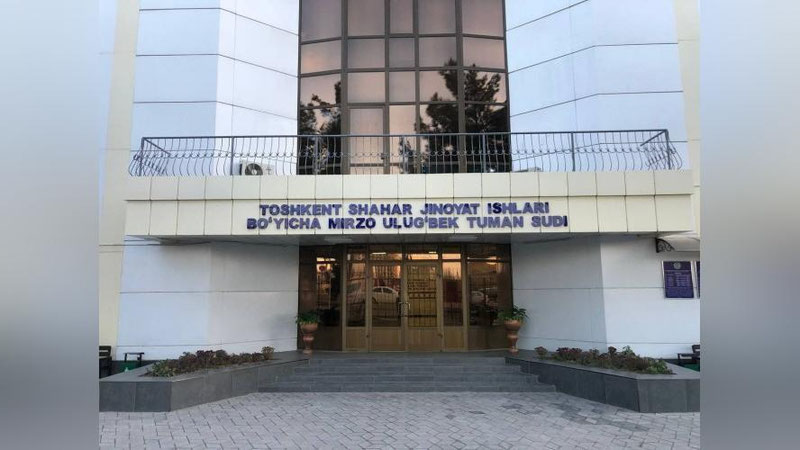 TOSHKENT SHAHAR JINOYAT ISHLARI
BO'YICHA MIRZO ULUG'BEK TUMAN SUDI